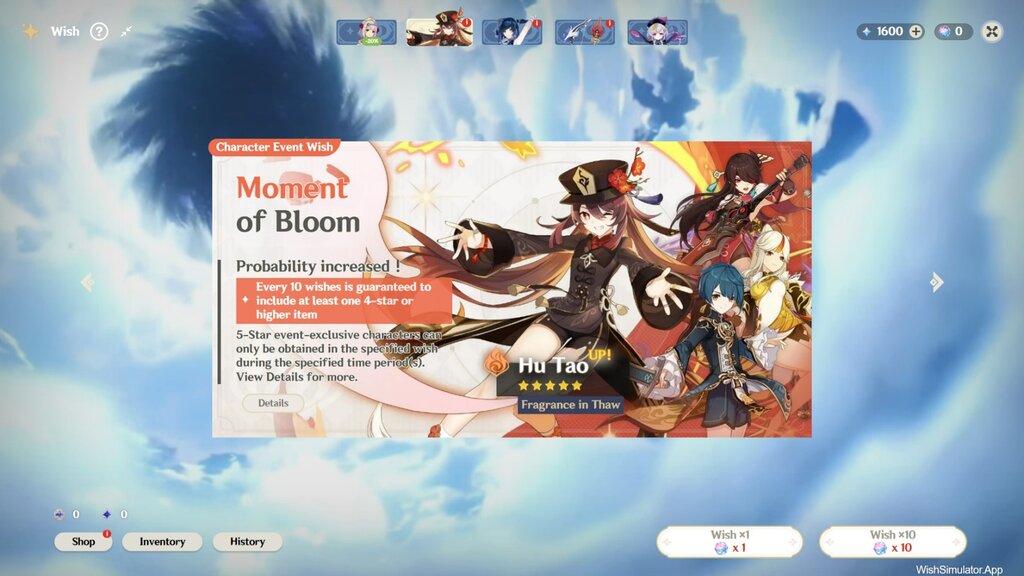 Wish
?
-20%
!
!
!
1600
0
Character Event Wish
Moment
of Bloom
Probability increased !
Every 10 wishes is guaranteed to
include at least one 4-star or
higher item
5-Star event-exclusive characters can
only be obtained in the specified wish
during the specified time period(s).
View Details for more.
Details
UP!
Hu Tao
Fragrance in Thaw
0
0
Shop
!
Inventory
History
Wish ×1
x 1
Wish ×10
x 10
WishSimulator.App